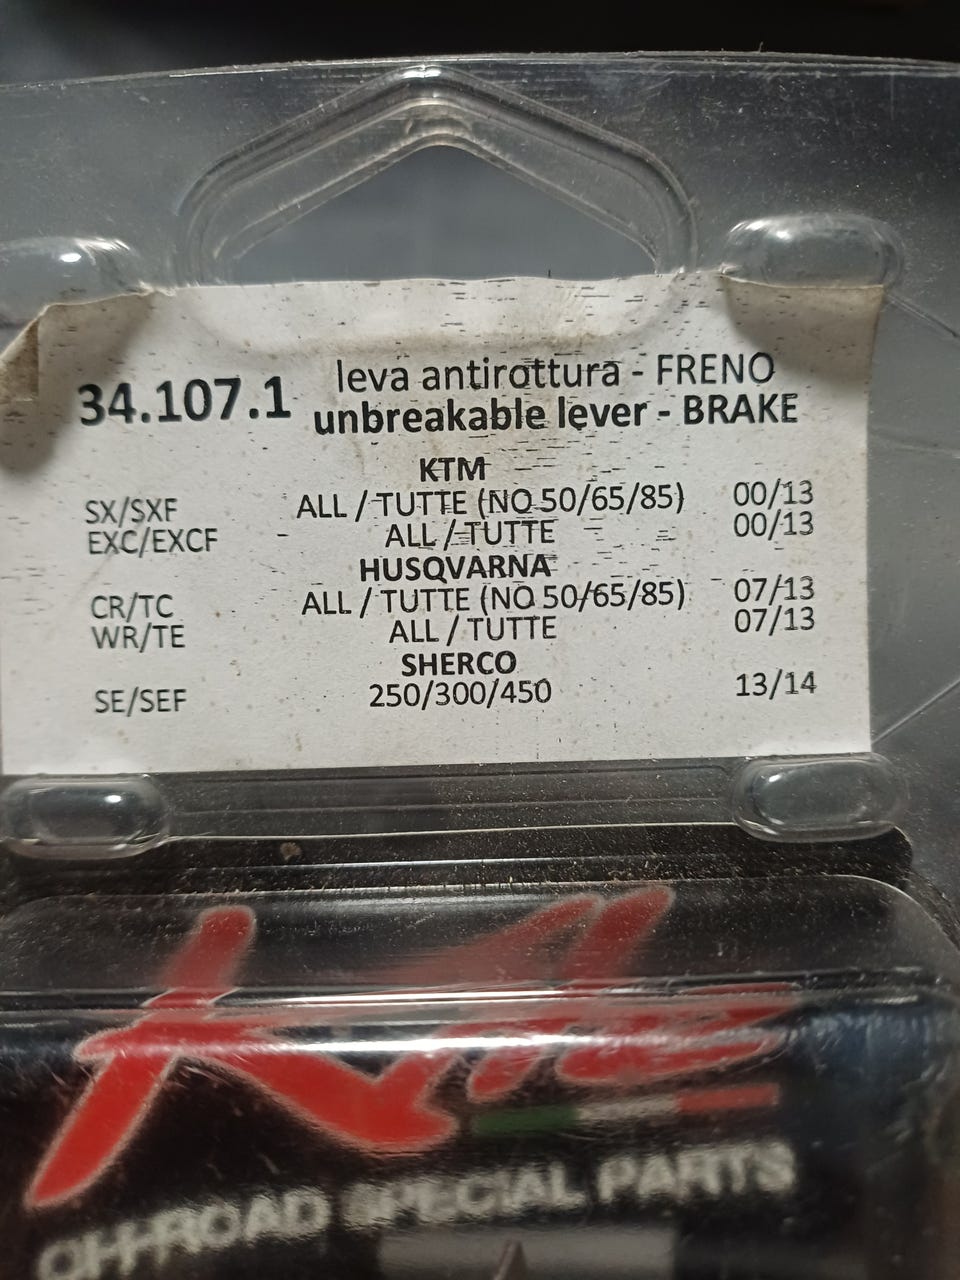 34.107.1 leva antirottura - FRENO
unbreakable lever - BRAKE
KTM
SX/SXF ALL / TUTTE (NO 50/65/85) 00/13
EXC/EXCF ALL / TUTTE 00/13
HUSQVARNA
CR/TC ALL / TUTTE (NO 50/65/85) 07/13
WR/TE ALL / TUTTE 07/13
SHERCO
SE/SEF 250/300/450 13/14
Kite
OFF-ROAD SPECIAL PARTS